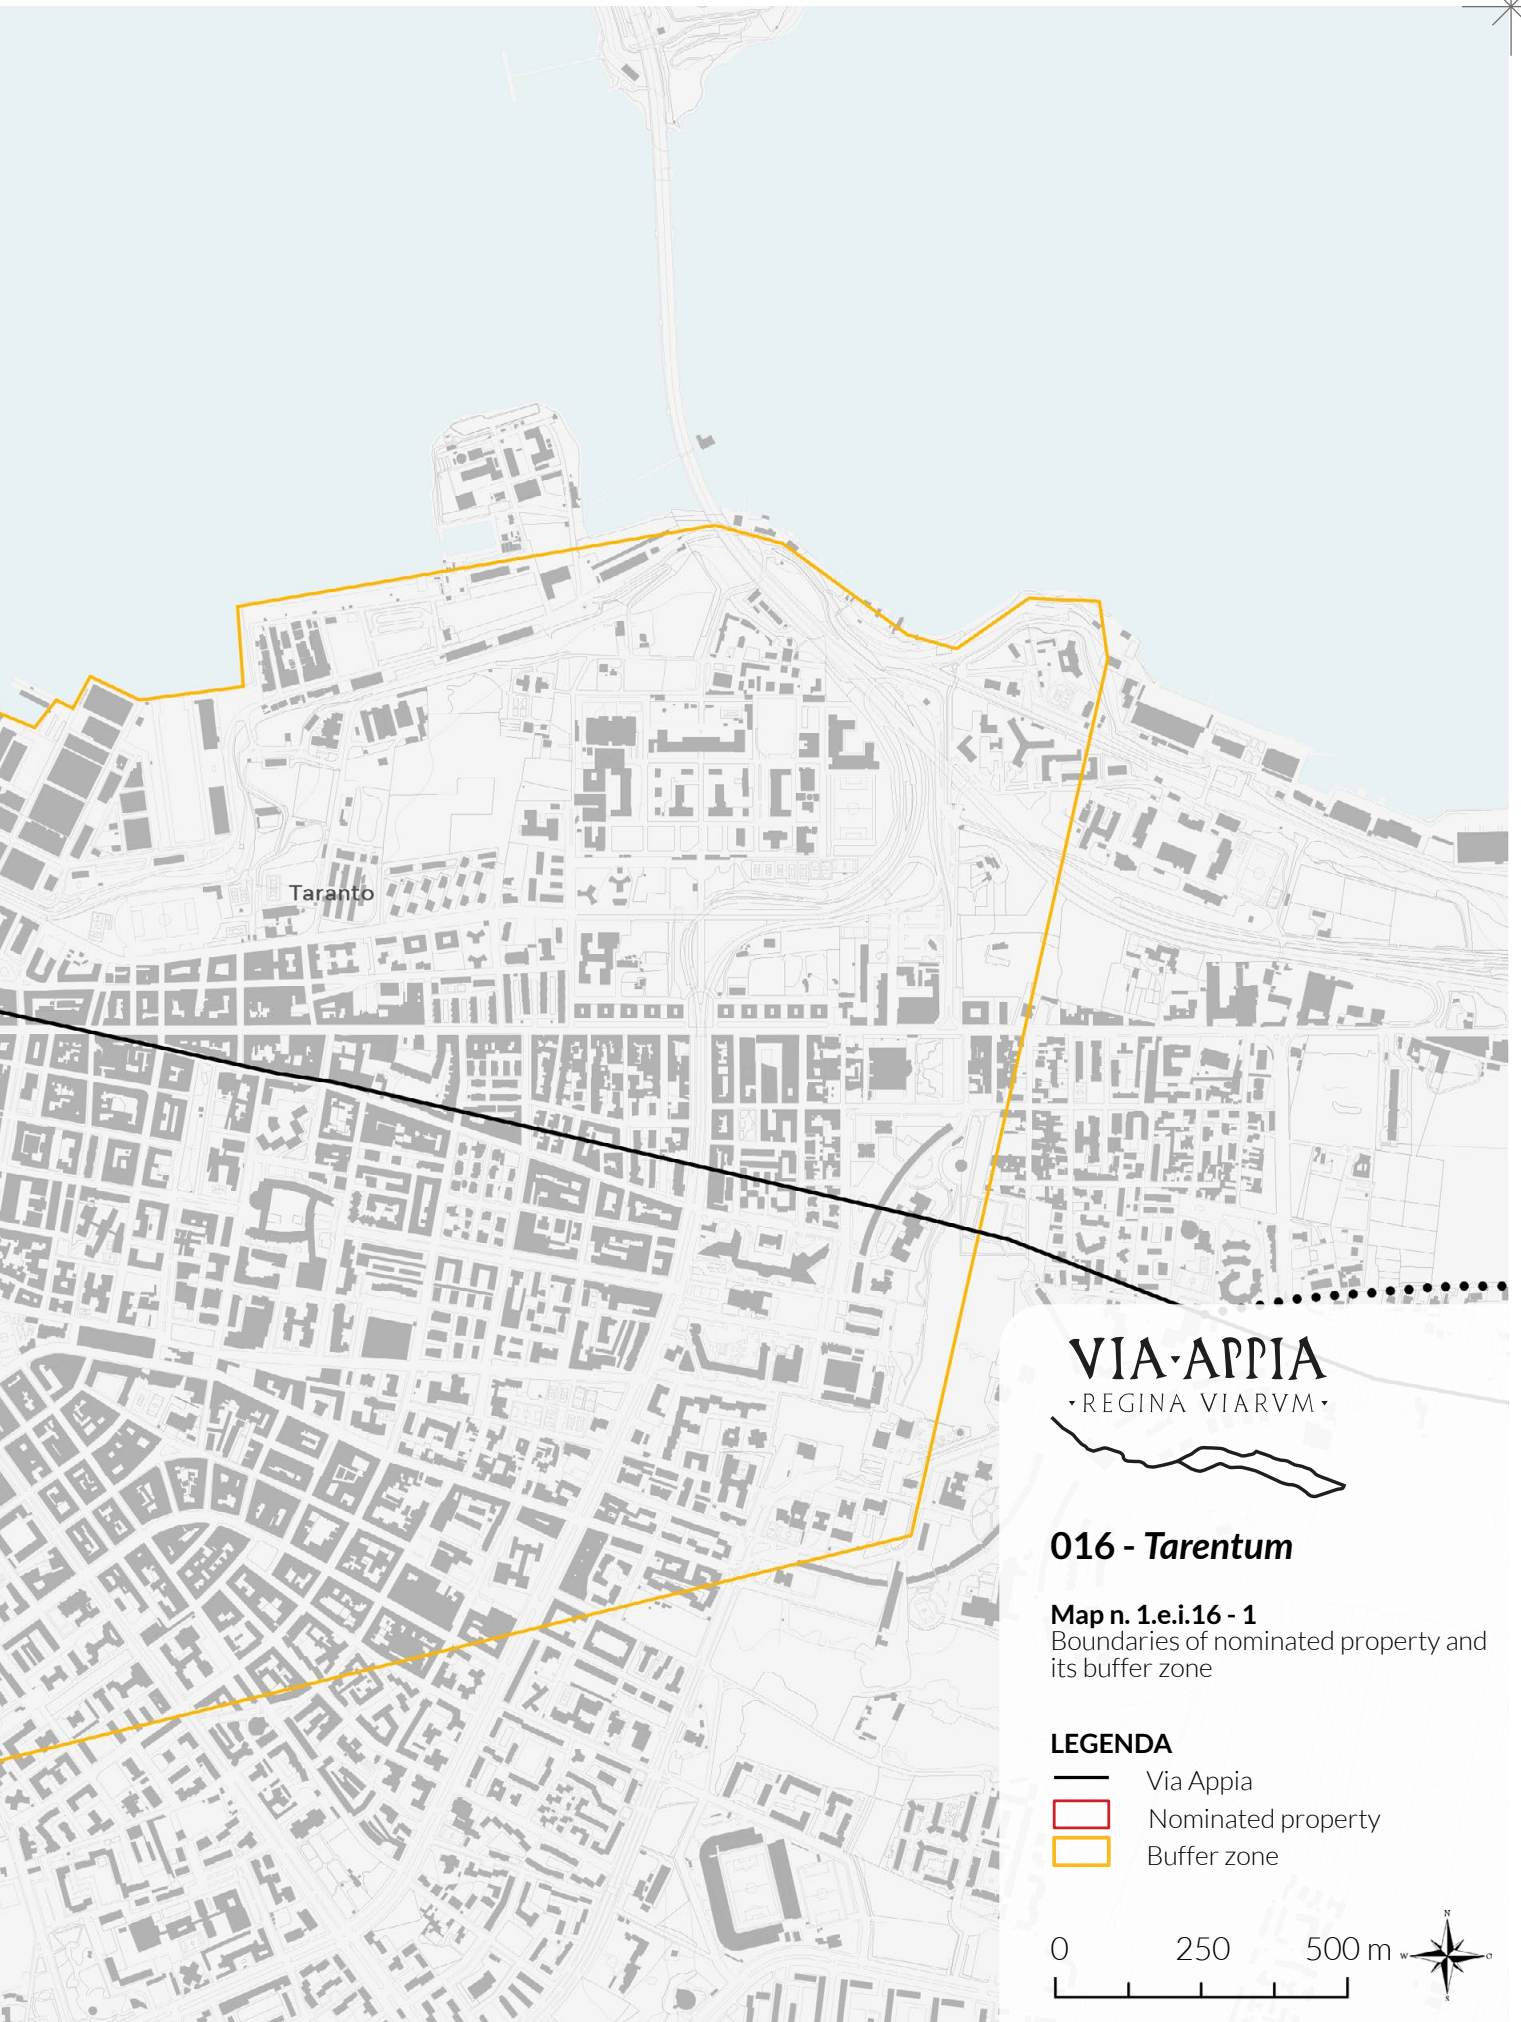 Taranto
VIA·APPIA
·REGINA VIARVM·
016 - Tarentum
Map n. 1.e.i.16 - 1
Boundaries of nominated property and
its buffer zone
LEGENDA
Via Appia
Nominated property
Buffer zone
0 250 500 m
N
W O
S